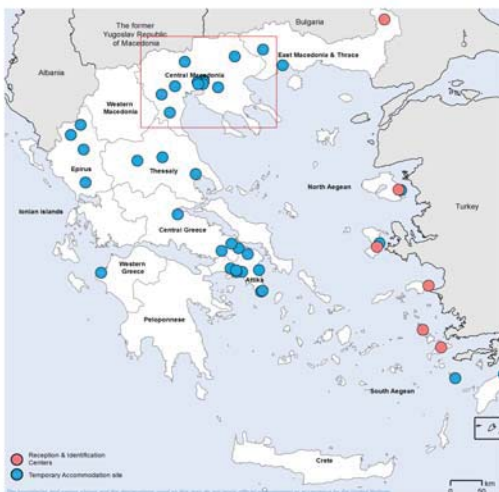 The former
Yugoslav Republic
of Macedonia
Bulgaria
Albania
East Macedonia & Thrace
Central Macedonia
Western
Macedonia
Epirus
Thessaly
North Aegean
Turkey
Ionian islands
Central Greece
Western
Greece
Attika
Peloponnese
South Aegean
Crete
Reception & Identification
Centers
Temporary Accommodation site
km
50